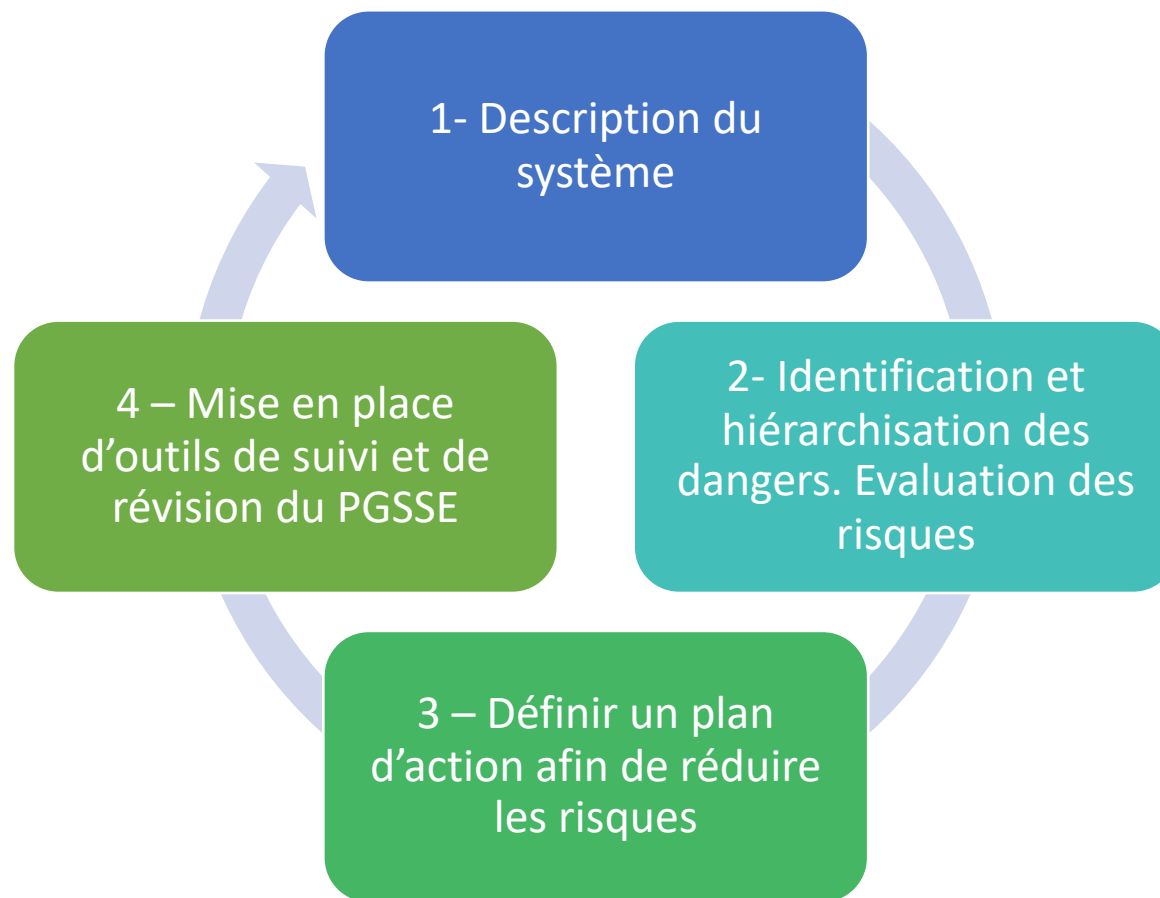 1- Description du
système
2- Identification et
hiérarchisation des
dangers. Evaluation des
risques
3 – Définir un plan
d’action afin de réduire
les risques
4 – Mise en place
d’outils de suivi et de
révision du PGSSE